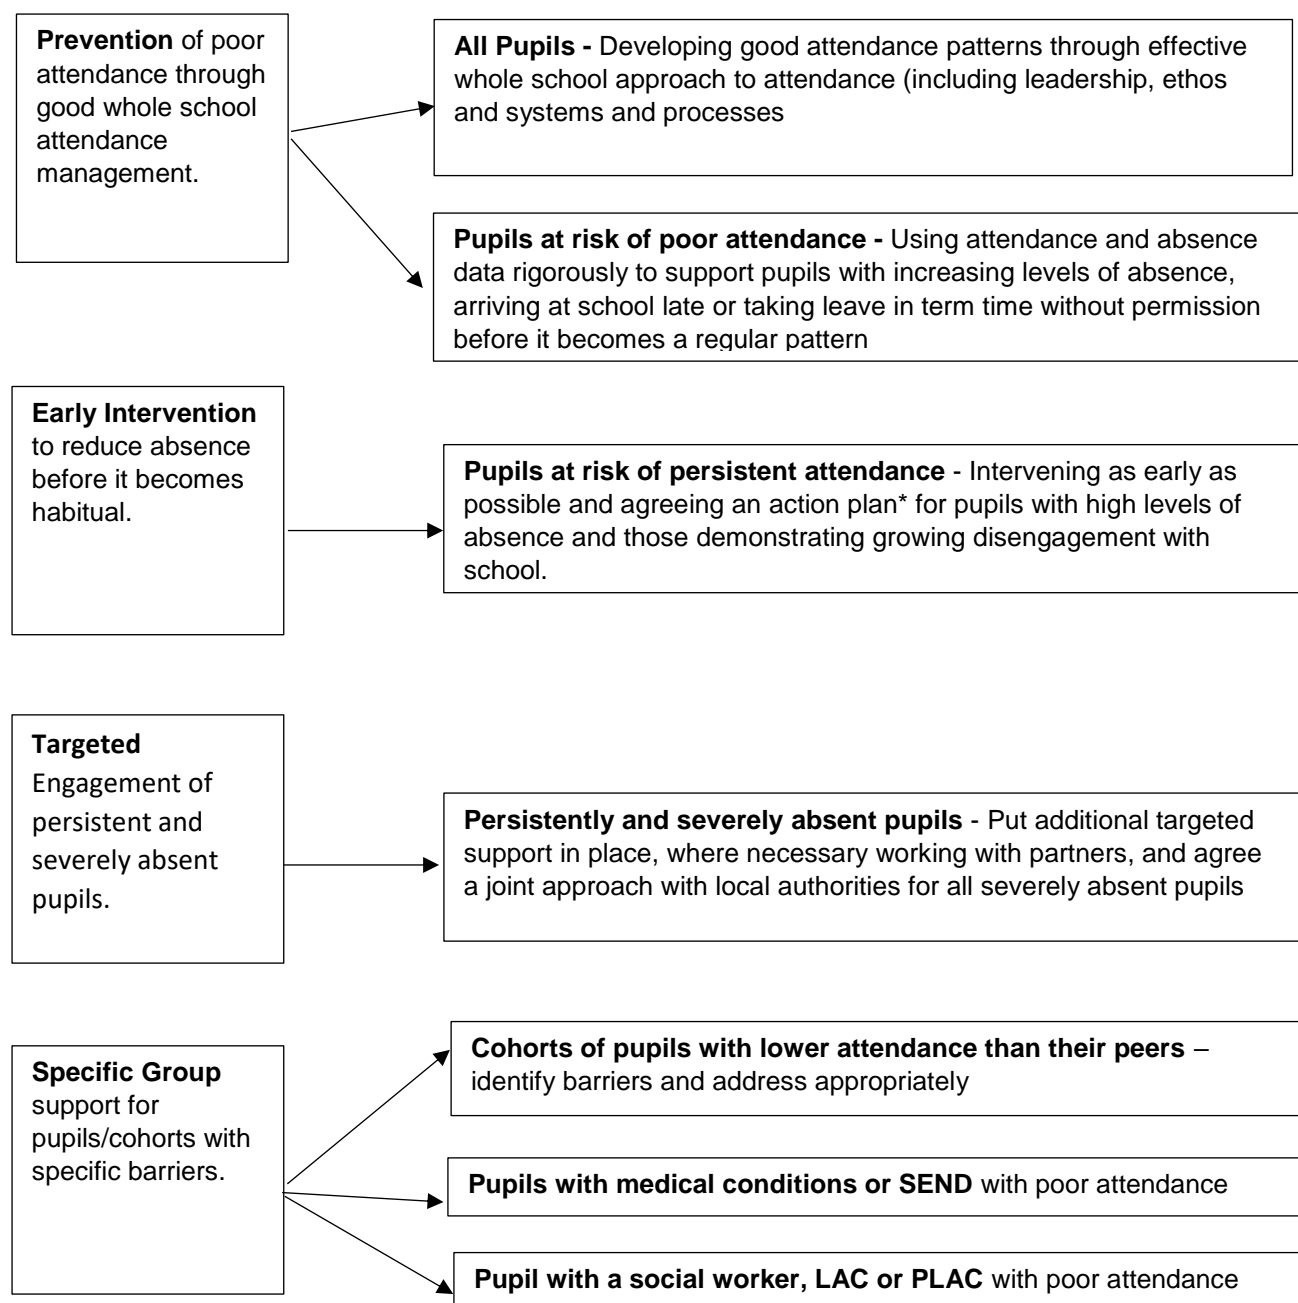 Prevention of poor
attendance through
good whole school
attendance
management.
All Pupils - Developing good attendance patterns through effective
whole school approach to attendance (including leadership, ethos
and systems and processes
Pupils at risk of poor attendance - Using attendance and absence
data rigorously to support pupils with increasing levels of absence,
arriving at school late or taking leave in term time without permission
before it becomes a regular pattern
Early Intervention
to reduce absence
before it becomes
habitual.
Pupils at risk of persistent attendance - Intervening as early as
possible and agreeing an action plan* for pupils with high levels of
absence and those demonstrating growing disengagement with
school.
Targeted
Engagement of
persistent and
severely absent
pupils.
Persistently and severely absent pupils - Put additional targeted
support in place, where necessary working with partners, and agree
a joint approach with local authorities for all severely absent pupils
Specific Group
support for
pupils/cohorts with
specific barriers.
Cohorts of pupils with lower attendance than their peers –
identify barriers and address appropriately
Pupils with medical conditions or SEND with poor attendance
Pupil with a social worker, LAC or PLAC with poor attendance